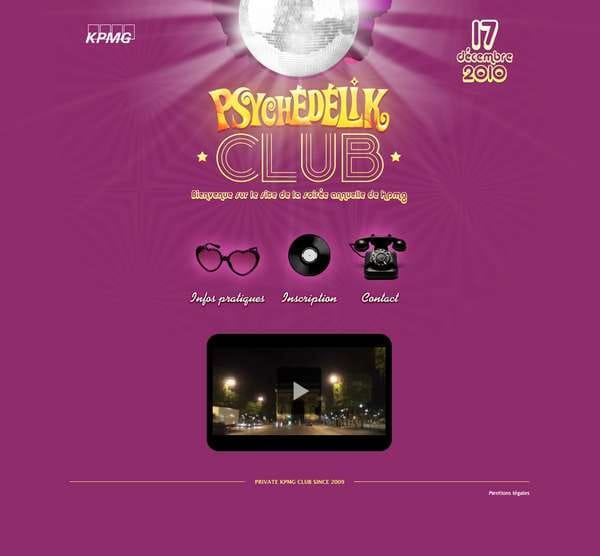 KPMG
17
décembre
2010
PSYCHÉDÉLIK
CLUB
Bienvenue sur le site de la soirée annuelle de kpmg
Infos pratiques
Inscription
Contact
PRIVATE KPMG CLUB SINCE 2009
Mentions légales